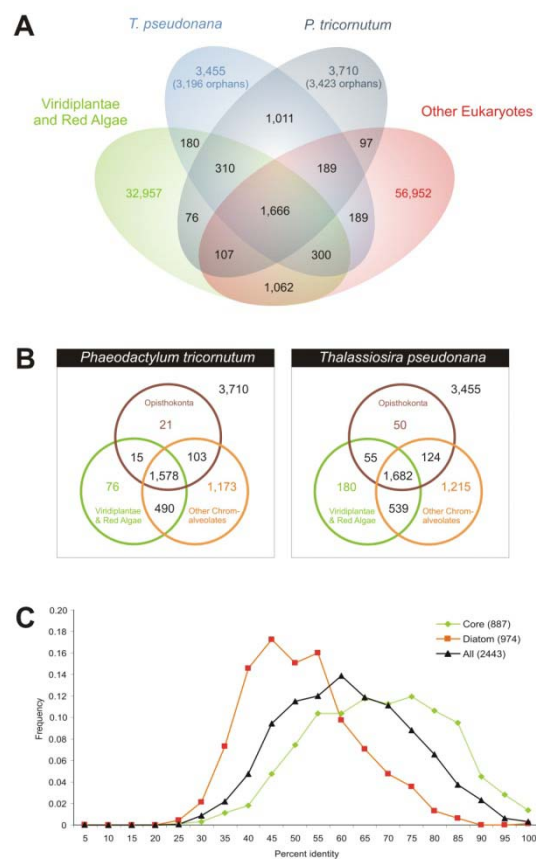 A
T. pseudonana
P. tricornutum
3,455
(3,196 orphans)
3,710
(3,423 orphans)
Viridiplantae
and Red Algae
Other Eukaryotes
1,011
180
97
310
189
32,957
56,952
76
1,666
189
107
300
1,062
B
Phaeodactylum tricornutum
3,710
Opisthokonta
21
15
103
1,578
76
1,173
490
Viridiplantae
& Red Algae
Other Chrom-
alveolates
Thalassiosira pseudonana
3,455
Opisthokonta
50
55
124
1,682
180
1,215
539
Viridiplantae
& Red Algae
Other Chrom-
alveolates
C
Frequency
0.20
0.18
0.16
0.14
0.12
0.10
0.08
0.06
0.04
0.02
0
Core (887)
Diatom (974)
All (2443)
5 10 15 20 25 30 35 40 45 50 55 60 65 70 75 80 85 90 95 100
Percent identity